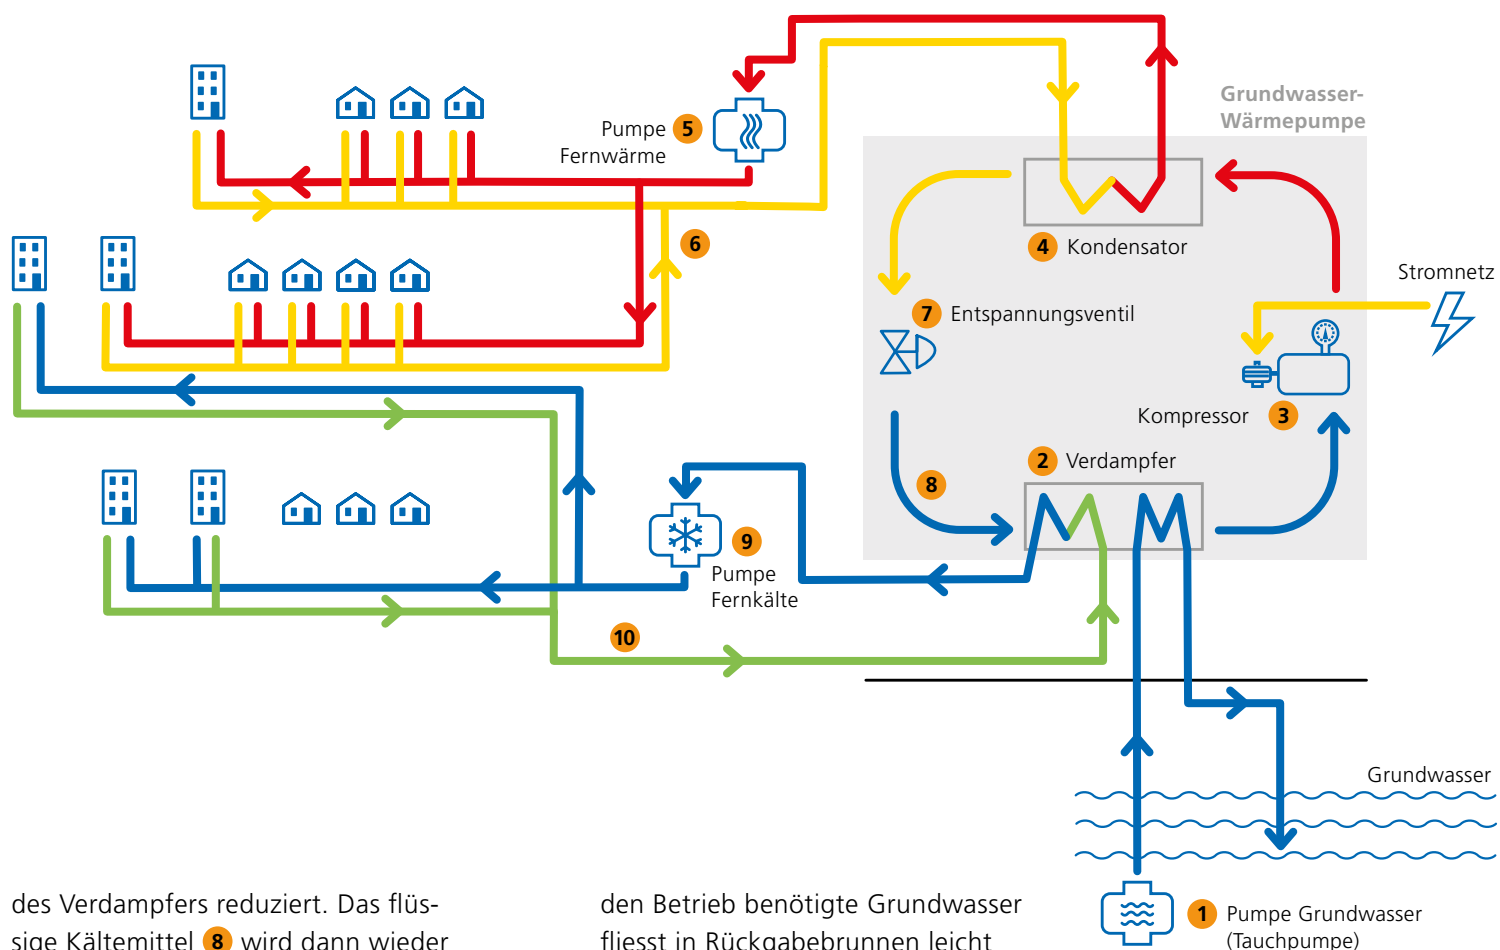 Grundwasser-
Wärmepumpe
Pumpe 5
Fernwärme
6
4 Kondensator
Stromnetz
7 Entspannungsventil
Kompressor 3
2 Verdampfer
8
9
Pumpe
Fernkälte
10
Grundwasser
1 Pumpe Grundwasser
(Tauchpumpe)
des Verdampfers reduziert. Das flüs-
sige Kältemittel 8 wird dann wieder
den Betrieb benötigte Grundwasser
fliesst in Rückgabebrunnen leicht